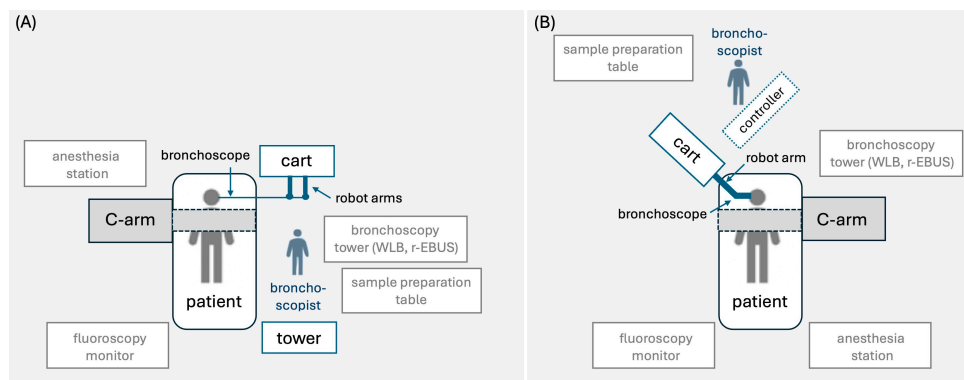 (A)
anesthesia
station
bronchoscope
cart
robot arms
C-arm
bronchoscopy
tower (WLB, r-EBUS)
broncho-
scopist
sample preparation
table
patient
fluoroscopy
monitor
tower
(B)
sample preparation
table
broncho-
scopist
controller
cart
robot arm
bronchoscopy
tower (WLB, r-EBUS)
bronchoscope
C-arm
patient
fluoroscopy
monitor
anesthesia
station